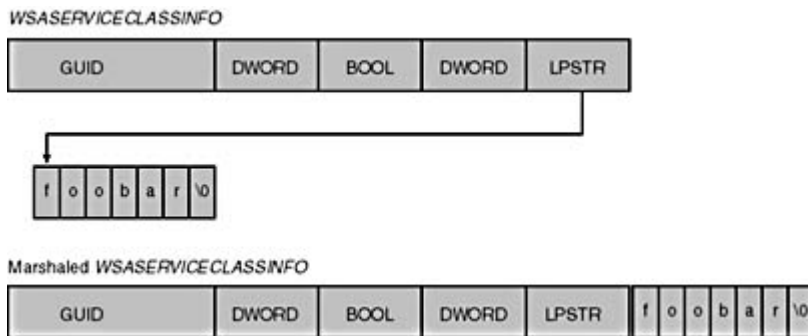 WSASERVICECLASSINFO
GUID DWORD BOOL DWORD LPSTR
f o o b a r \0
Marshaled WSASERVICECLASSINFO
GUID DWORD BOOL DWORD LPSTR f o o b a r \0